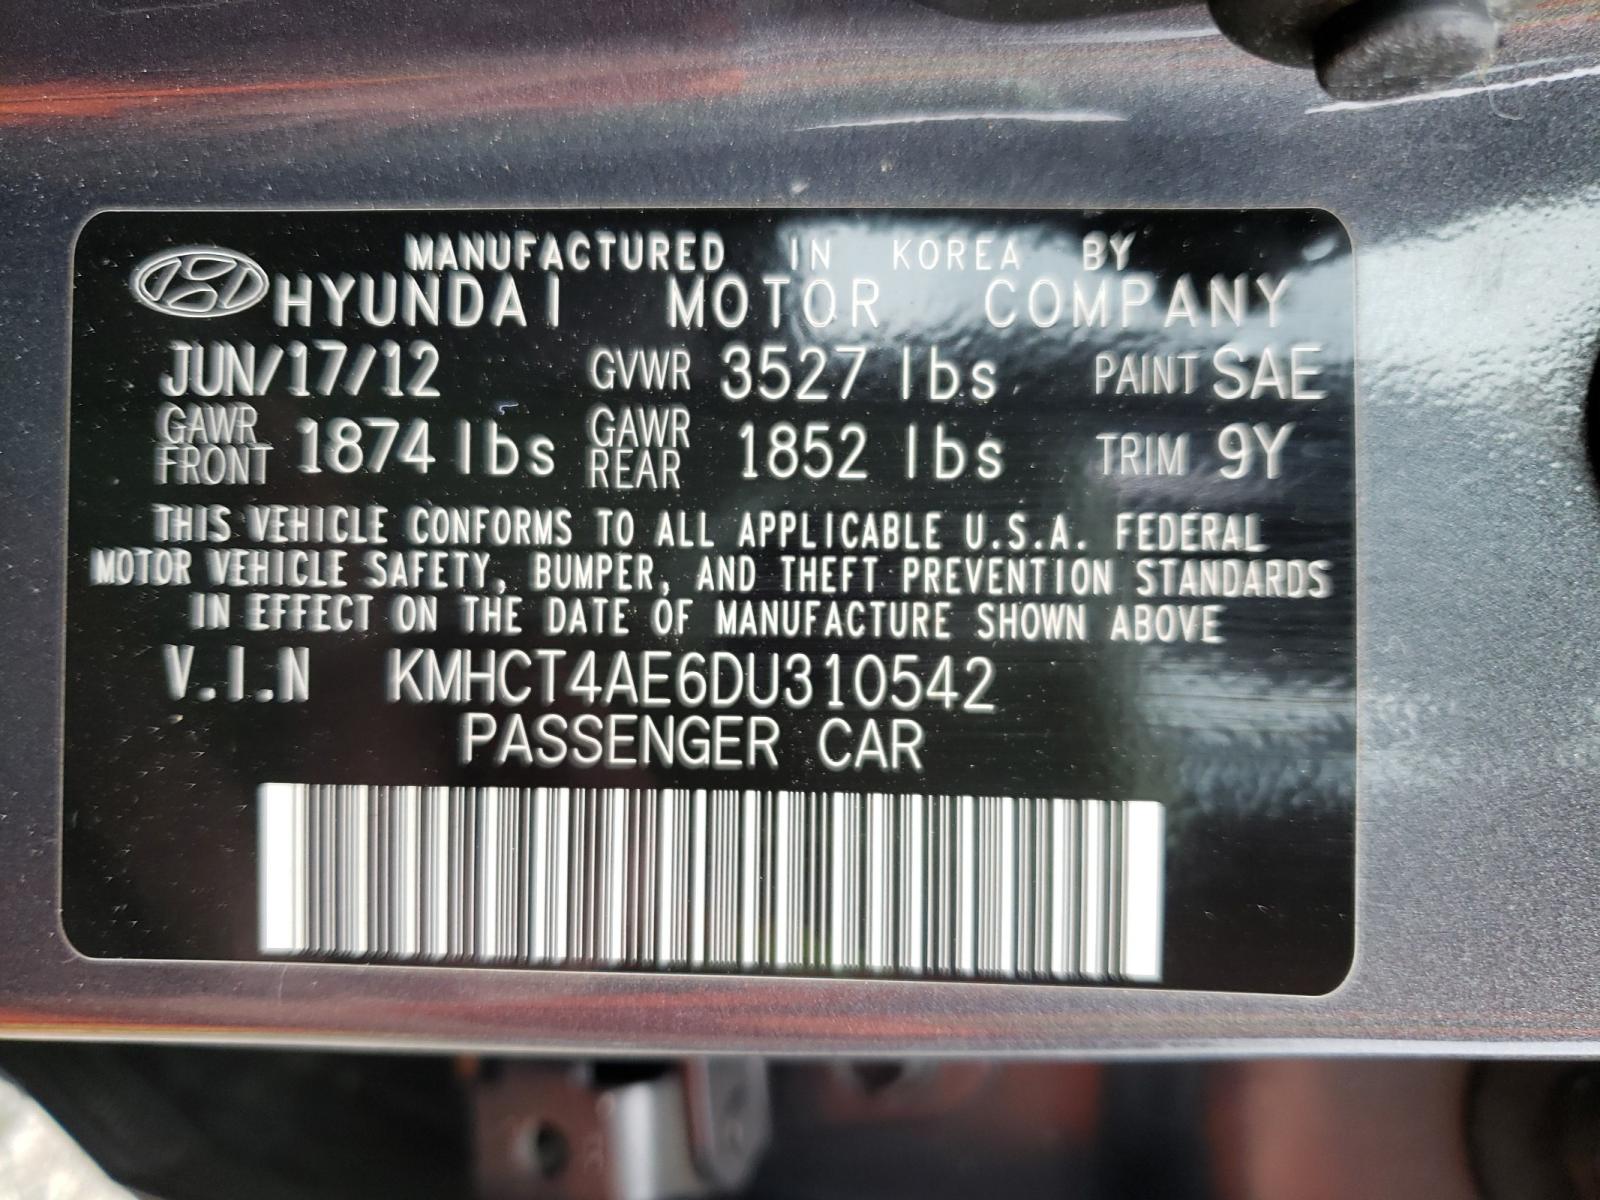 MANUFACTURED IN KOREA BY
HYUNDAI MOTOR COMPANY
JUN/17/12 GVWR 3527 lbs PAINT SAE
GAWR FRONT 1874 lbs GAWR REAR 1852 lbs TRIM 9Y
THIS VEHICLE CONFORMS TO ALL APPLICABLE U.S.A. FEDERAL
MOTOR VEHICLE SAFETY, BUMPER, AND THEFT PREVENTION STANDARDS
IN EFFECT ON THE DATE OF MANUFACTURE SHOWN ABOVE
V.I.N KMHCT4AE6DU310542
PASSENGER CAR